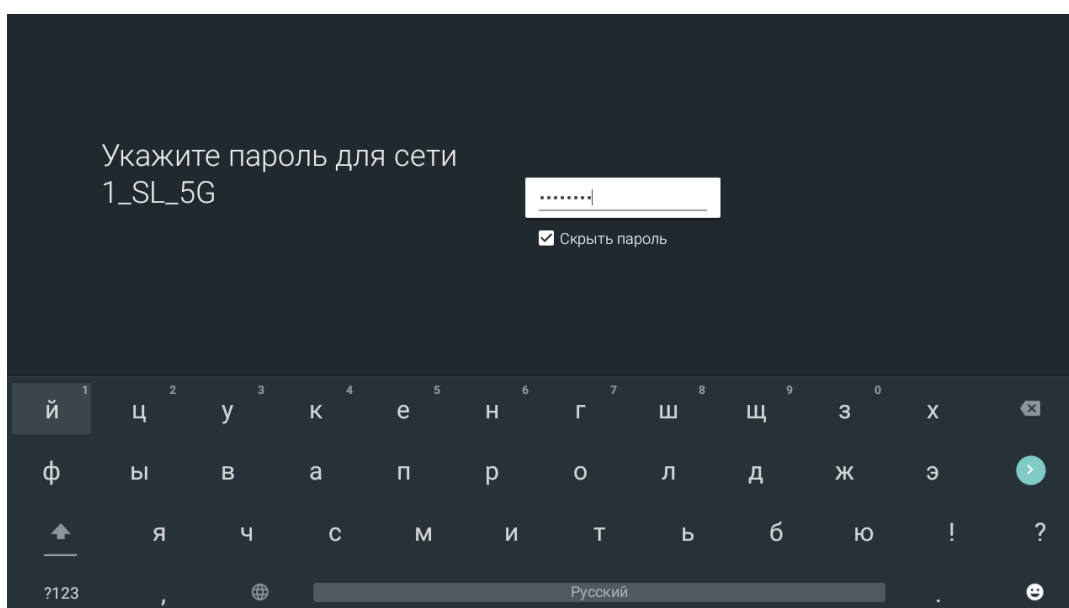 Укажите пароль для сети
1_SL_5G
••••••••
Скрыть пароль
1 2 3 4 5 6 7 8 9 0
й ц у к е н г ш щ з х
ф ы в а п р о л д ж э
я ч с м и т ь б ю ! ?
?123 , Русский .